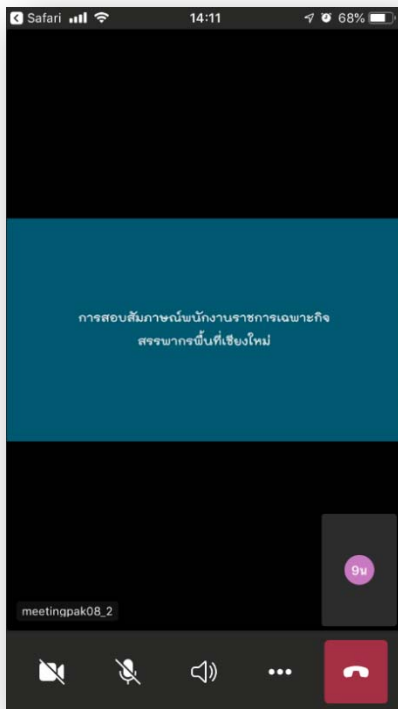 Safari
14:11
68%
การสอบสัมภาษณ์พนักงานราชการเฉพาะกิจ
สรรพากรพื้นที่เชียงใหม่
9น
meetingpak08_2